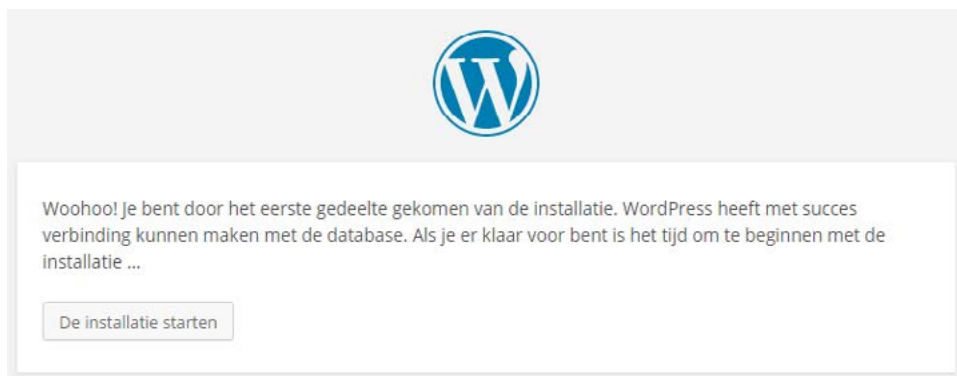 Woohoo! Je bent door het eerste gedeelte gekomen van de installatie. WordPress heeft met succes
verbinding kunnen maken met de database. Als je er klaar voor bent is het tijd om te beginnen met de
installatie ...
De installatie starten